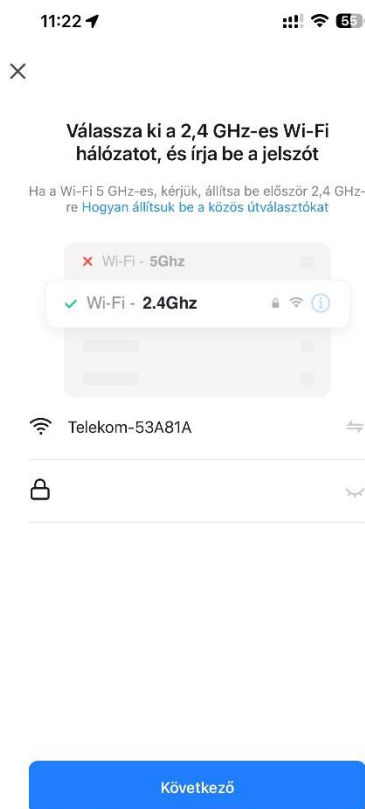 11:22
55
Válassza ki a 2,4 GHz-es Wi-Fi
hálózatot, és írja be a jelszót
Ha a Wi-Fi 5 GHz-es, kérjük, állítsa be először 2,4 GHz-
re Hogyan állítsuk be a közös útválasztókat
Wi-Fi - 5Ghz
Wi-Fi - 2.4Ghz
Telekom-53A81A
Következő